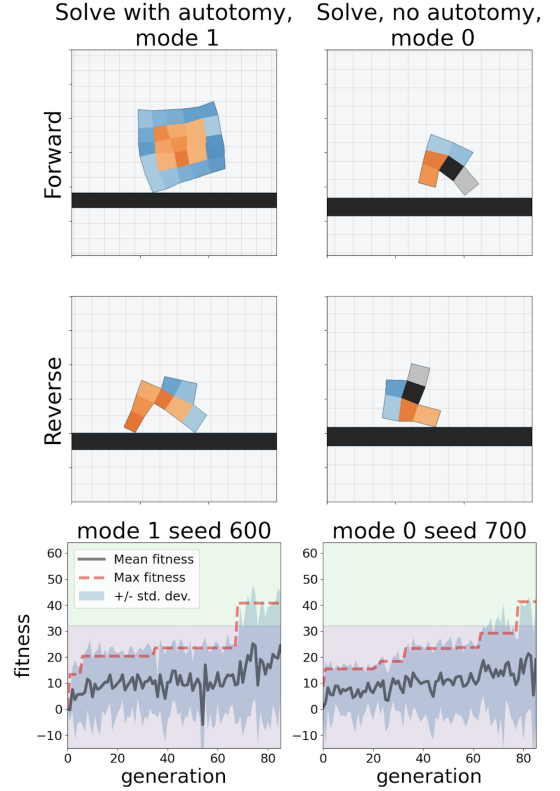 Solve with autotomy,
mode 1
Solve, no autotomy,
mode 0
Forward
Reverse
mode 1 seed 600
mode 0 seed 700
fitness
60
50
40
30
20
10
0
−10
Mean fitness
Max fitness
+/- std. dev.
0 20 40 60 80
generation
60
50
40
30
20
10
0
−10
0 20 40 60 80
generation